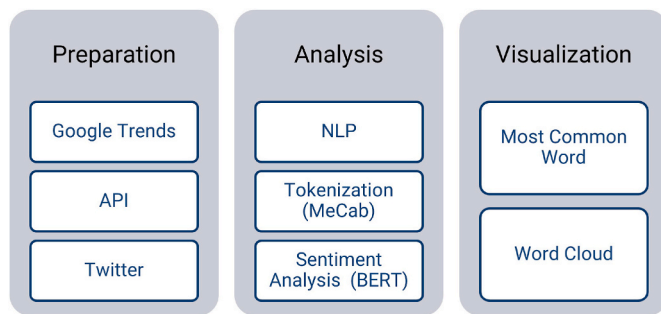 Preparation
Google Trends
API
Twitter
Analysis
NLP
Tokenization
(MeCab)
Sentiment
Analysis (BERT)
Visualization
Most Common
Word
Word Cloud